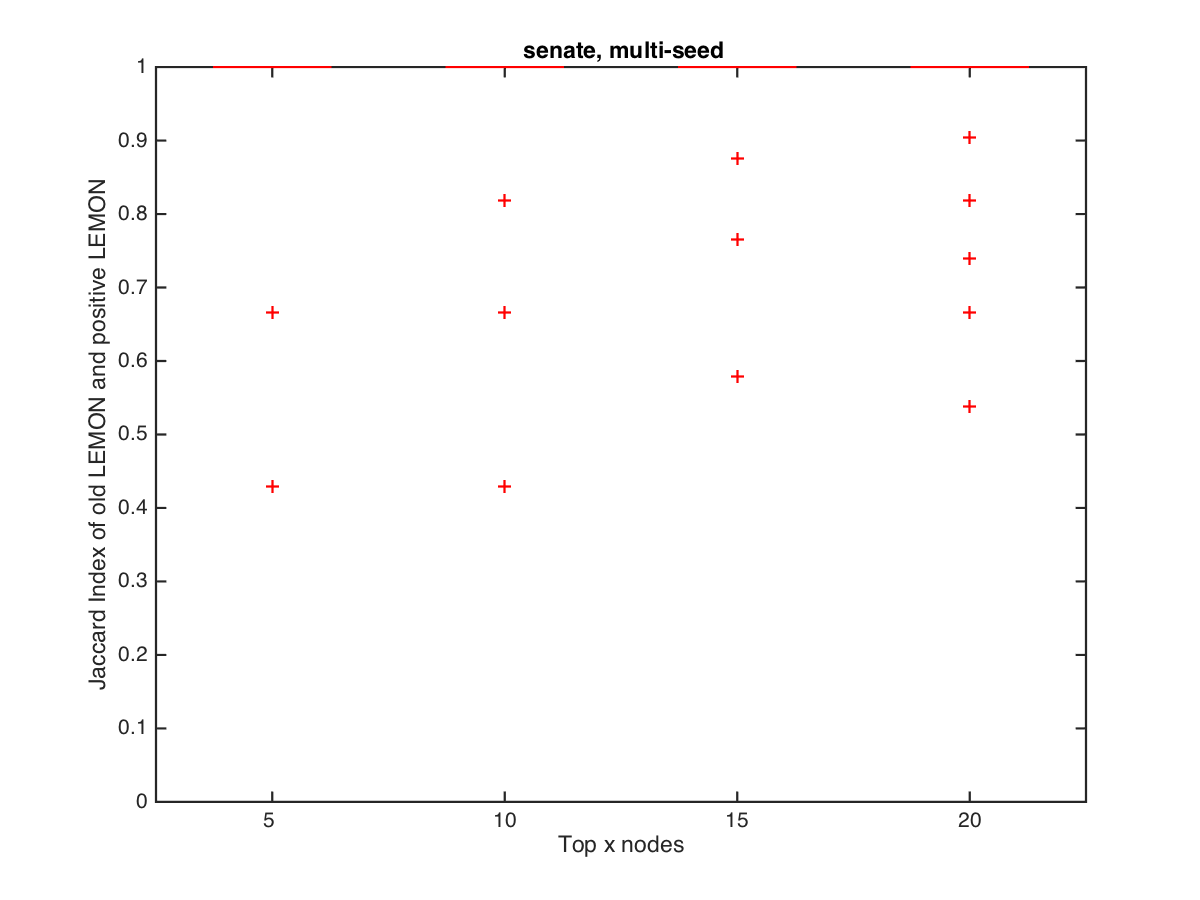 senate, multi-seed
Jaccard Index of old LEMON and positive LEMON
1
0.9
0.8
0.7
0.6
0.5
0.4
0.3
0.2
0.1
0
5 10 15 20
Top x nodes